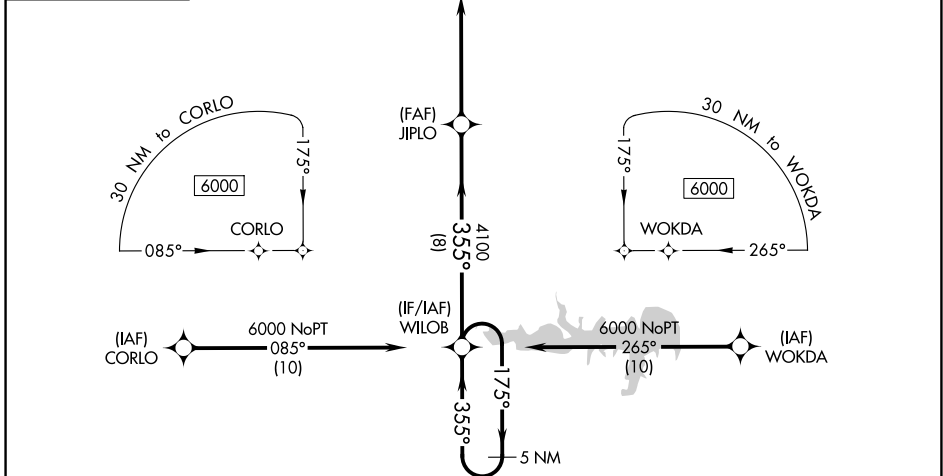 30 NM to CORLO
175°
6000
CORLO
085°
(FAF)
JIPLO
4100
355°
(8)
30 NM to WOKDA
175°
6000
WOKDA
265°
(IF/IAF)
WILOB
(IAF)
CORLO
6000 NoPT
085°
(10)
6000 NoPT
265°
(10)
(IAF)
WOKDA
355°
175°
5 NM